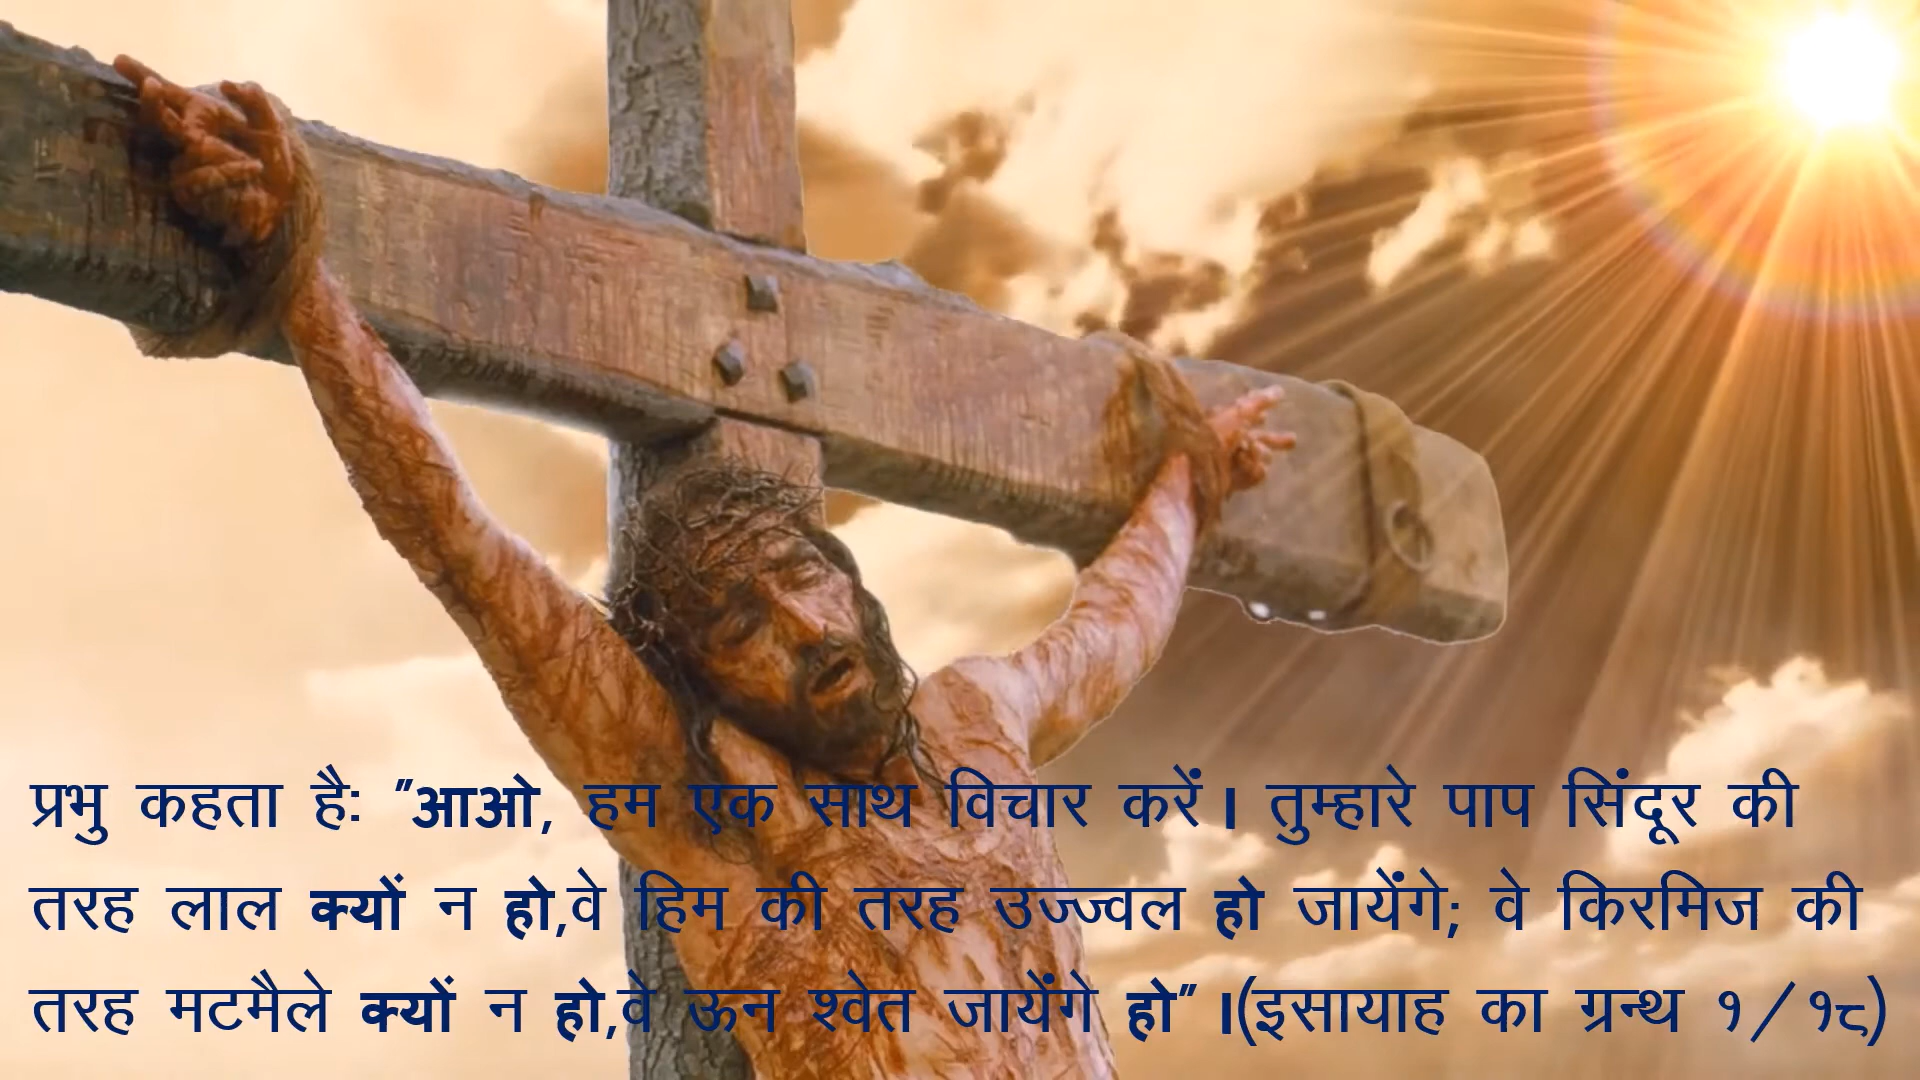 प्रभु कहता हैः "आओ, हम एक साथ विचार करें। तुम्हारे पाप सिंदूर की
तरह लाल क्यों न हो,वे हिम की तरह उज्ज्वल हो जायेंगे; वे किरमिज की
तरह मटमैले क्यों न हो,वे ऊन श्वेत जायेंगे हो" ।(इसायाह का ग्रन्थ १/१८)